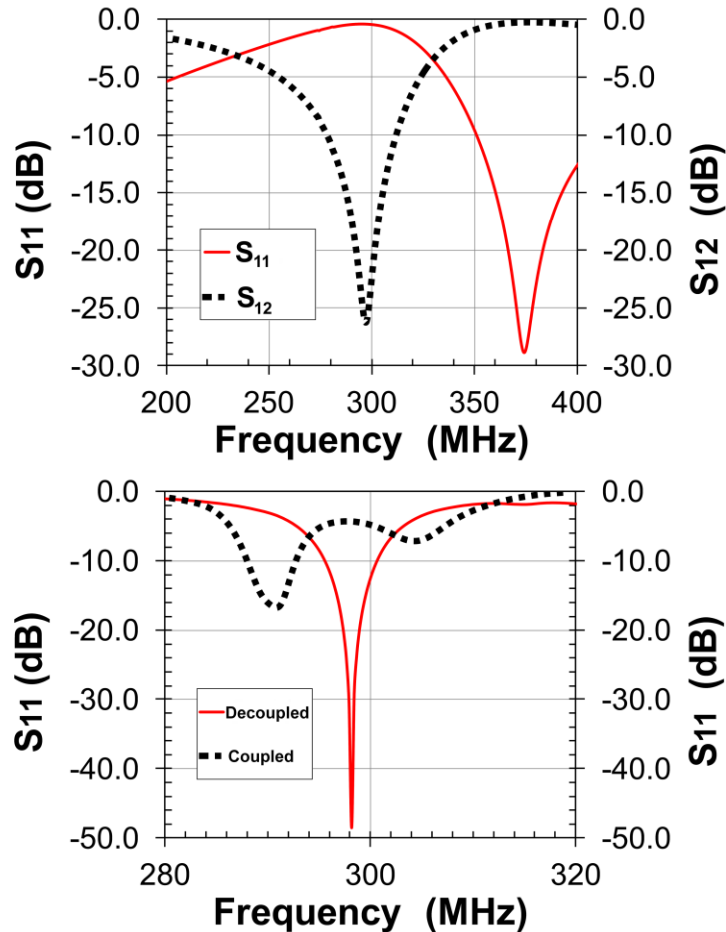 0.0 0.0
-5.0 -5.0
-10.0 -10.0
-15.0 -15.0
-20.0 -20.0
-25.0 -25.0
-30.0 -30.0
S11 (dB)
S12 (dB)
S11
S12
200 250 300 350 400
Frequency (MHz)
0.0 0.0
-10.0 -10.0
-20.0 -20.0
-30.0 -30.0
-40.0 -40.0
-50.0 -50.0
S11 (dB)
S11 (dB)
Decoupled
Coupled
280 300 320
Frequency (MHz)